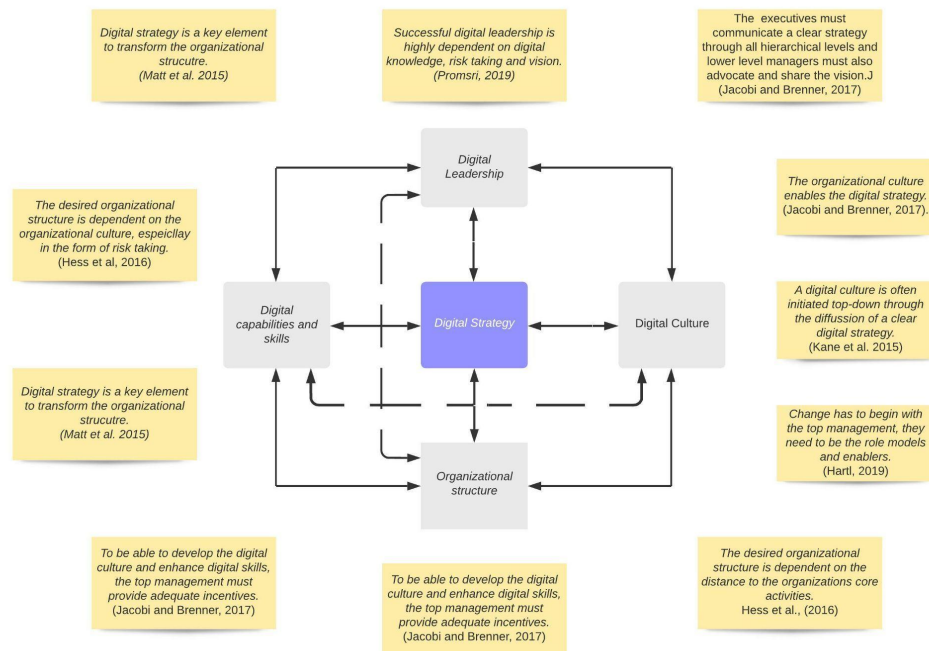 Digital strategy is a key element
to transform the organizational
strucutre.
(Matt et al. 2015)
Successful digital leadership is
highly dependent on digital
knowledge, risk taking and vision.
(Promsri, 2019)
The executives must
communicate a clear strategy
through all hierarchical levels and
lower level managers must also
advocate and share the vision.J
(Jacobi and Brenner, 2017)
Digital
Leadership
The organizational culture
enables the digital strategy.
(Jacobi and Brenner, 2017).
The desired organizational
structure is dependent on the
organizational culture, espeicllay
in the form of risk taking.
(Hess et al, 2016)
Digital
capabilities and
skills
Digital Strategy
Digital Culture
A digital culture is often
initiated top-down through
the diffussion of a clear
digital strategy.
(Kane et al. 2015)
Digital strategy is a key element
to transform the organizational
strucutre.
(Matt et al. 2015)
Change has to begin with
the top management, they
need to be the role models
and enablers.
(Hartl, 2019)
Organizational
structure
To be able to develop the digital
culture and enhance digital skills,
the top management must
provide adequate incentives.
(Jacobi and Brenner, 2017)
To be able to develop the digital
culture and enhance digital skills,
the top management must
provide adequate incentives.
(Jacobi and Brenner, 2017)
The desired organizational
structure is dependent on the
distance to the organizations core
activities.
Hess et al., (2016)